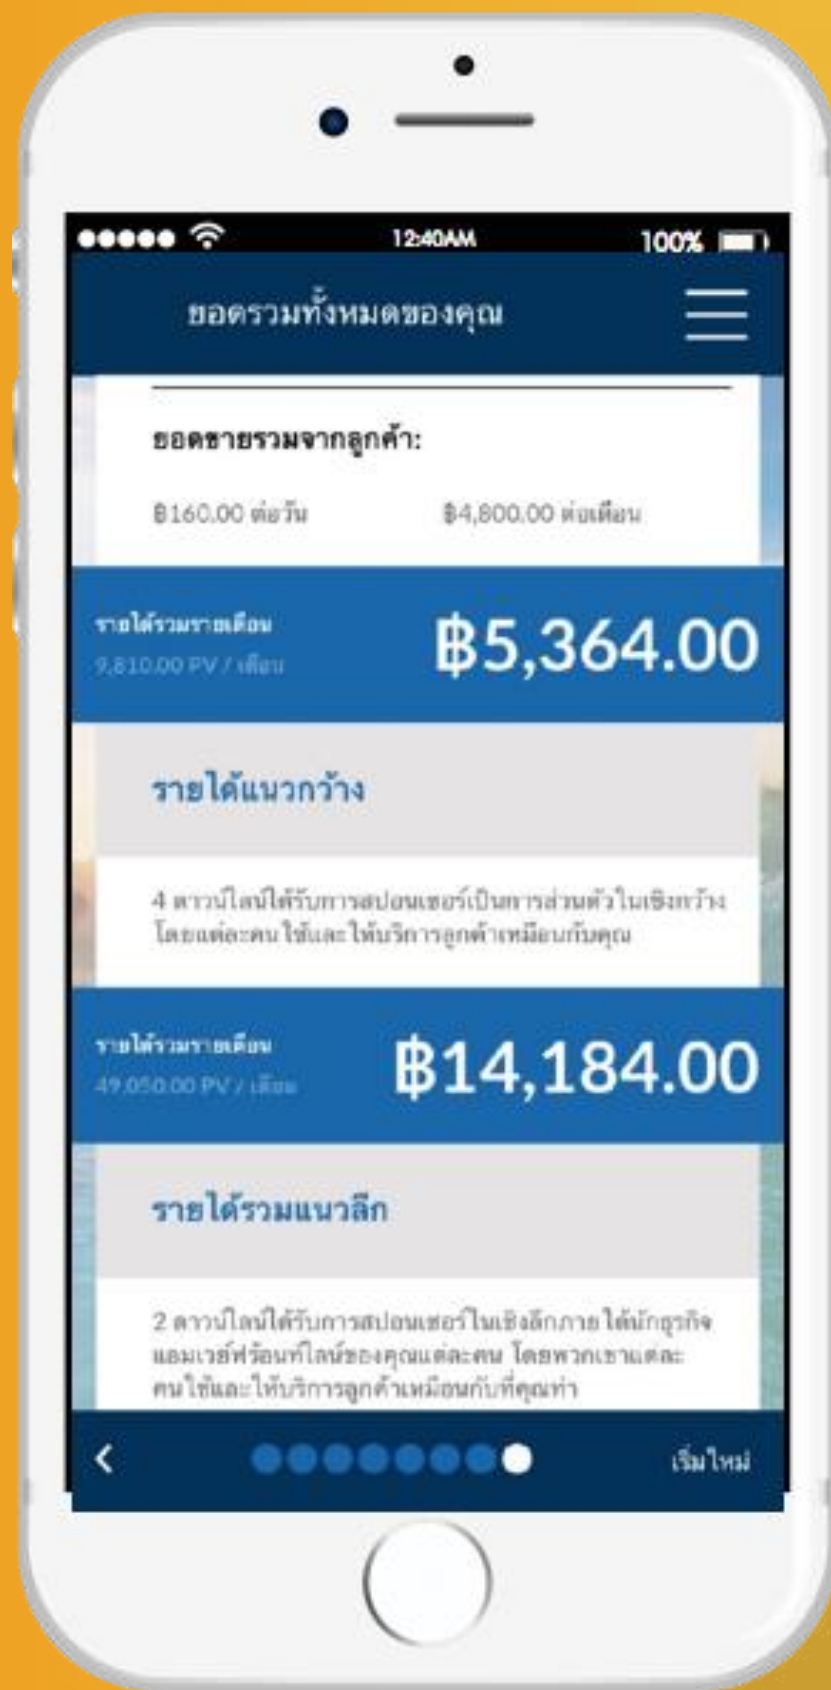 12:40AM
100%
ยอดรวมทั้งหมดของคุณ
ยอดขายรวมจากลูกค้า:
฿160.00 ต่อวัน ฿4,800.00 ต่อเดือน
รายได้รวมรายเดือน
฿5,364.00
9,810.00 PV / เดือน
รายได้แนวกว้าง
4 ดาวน์ไลน์ได้รับการสปอนเซอร์เป็นการส่วนตัวในเชิงกว้าง
โดยแต่ละคนใช้และให้บริการลูกค้าเหมือนกับคุณ
รายได้รวมรายเดือน
฿14,184.00
49,050.00 PV / เดือน
รายได้รวมแนวลึก
2 ดาวน์ไลน์ได้รับการสปอนเซอร์ในเชิงลึกภายใต้นักธุรกิจ
แอมเวย์ฟร้อนท์ไลน์ของคุณแต่ละคน โดยพวกเขาแต่ละ
คนใช้และให้บริการลูกค้าเหมือนกับที่คุณทำ
เริ่มใหม่